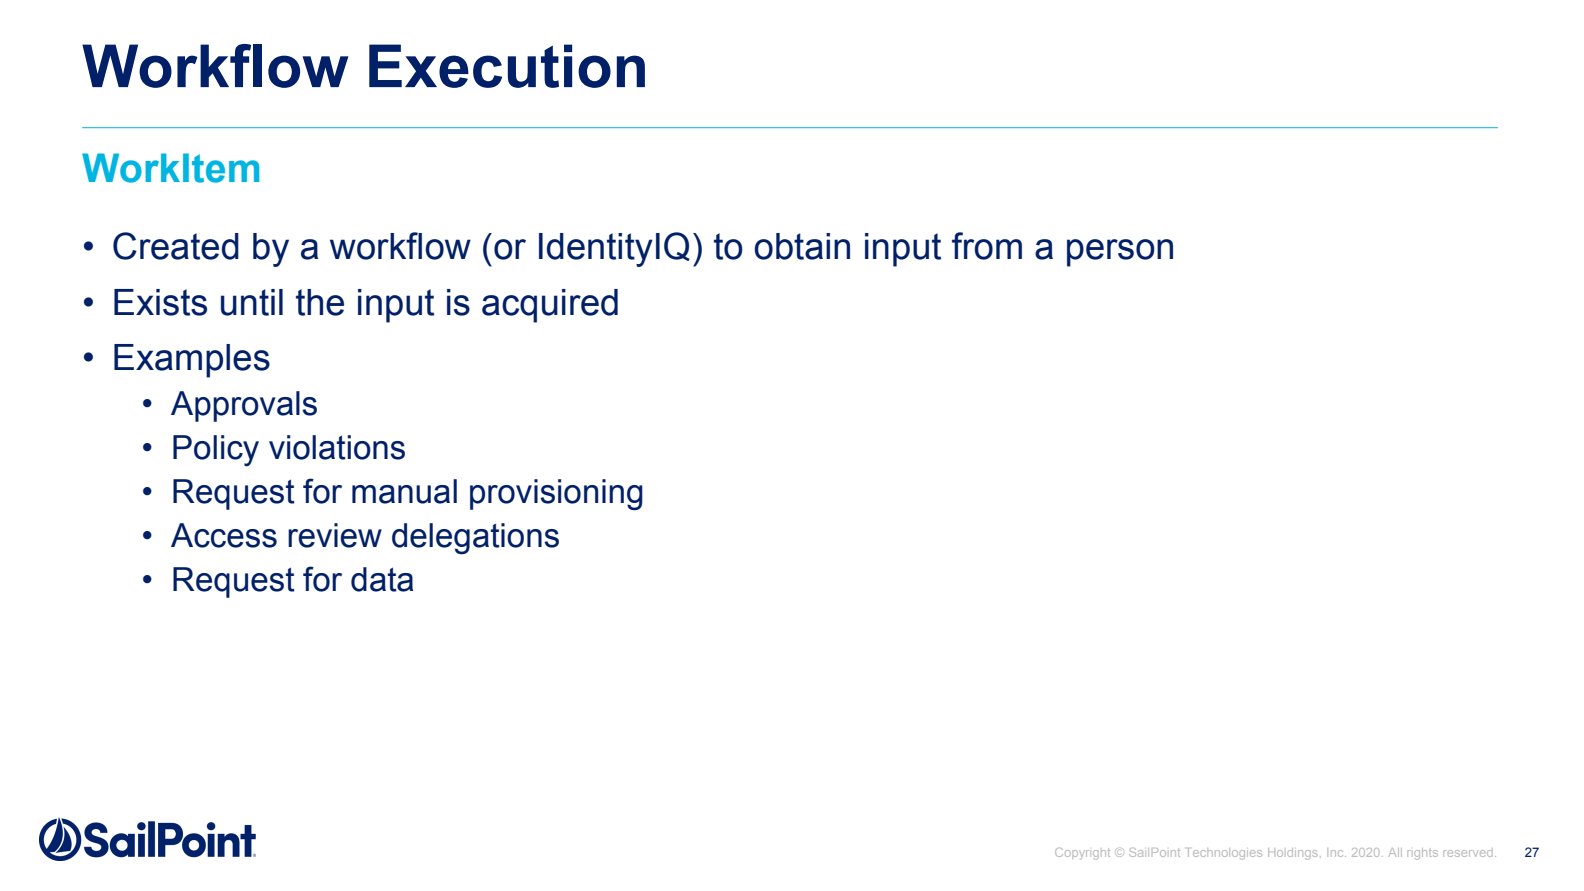 Workflow Execution
WorkItem
• Created by a workflow (or IdentityIQ) to obtain input from a person
• Exists until the input is acquired
• Examples
• Approvals
• Policy violations
• Request for manual provisioning
• Access review delegations
• Request for data
SailPoint
Copyright © SailPoint Technologies Holdings, Inc. 2020. All rights reserved. 27